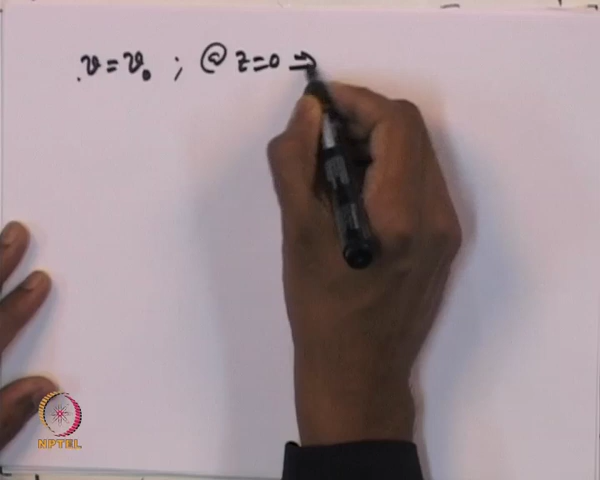 v = v₀ ; @ z=0 ⇒
NPTEL